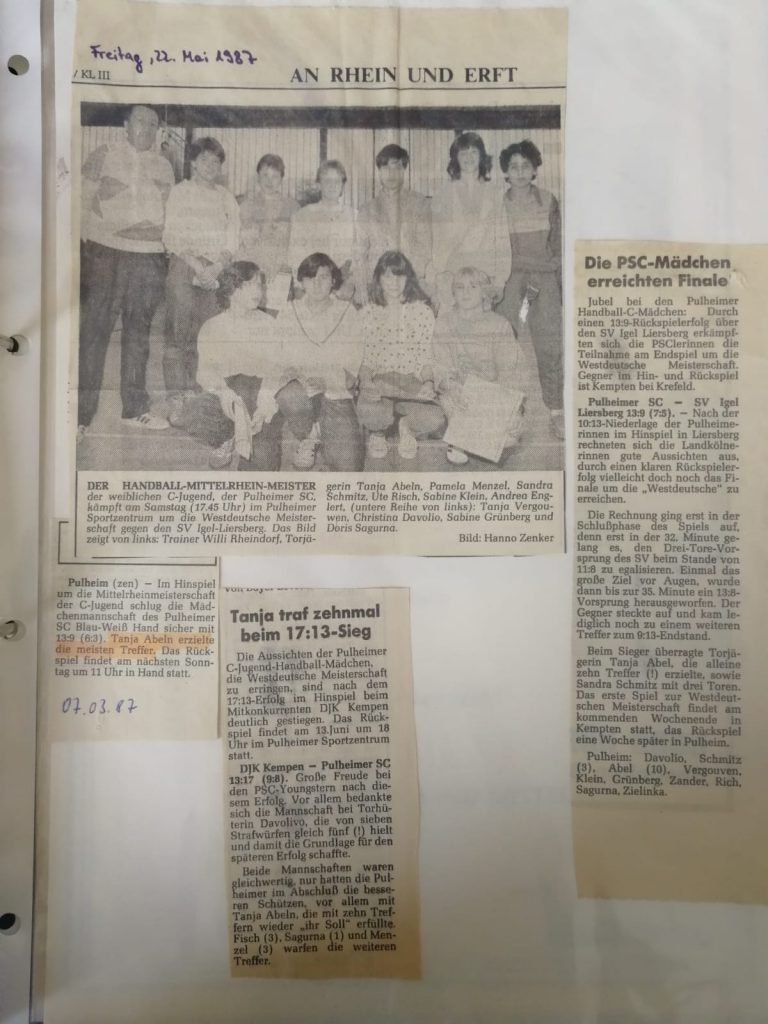 Freitag, 22. Mai 1987
/ KL III
AN RHEIN UND ERFT
DER HANDBALL-MITTELRHEIN-MEISTER
der weiblichen C-Jugend, der Pulheimer SC,
kämpft am Samstag (17.45 Uhr) im Pulheimer
Sportzentrum um die Westdeutsche Meister-
schaft gegen den SV Igel-Liersberg. Das Bild
zeigt von links: Trainer Willi Rheindorf, Torjä-
gerin Tanja Abeln, Pamela Menzel, Sandra
Schmitz, Ute Risch, Sabine Klein, Andrea Eng-
lert, (untere Reihe von links): Tanja Vergou-
wen, Christina Davolio, Sabine Grünberg und
Doris Sagurna.
Bild: Hanno Zenker
Pulheim (zen) – Im Hinspiel
um die Mittelrheinmeisterschaft
der C-Jugend schlug die Mäd-
chenmannschaft des Pulheimer
SC Blau-Weiß Hand sicher mit
13:9 (6:3). Tanja Abeln erzielte
die meisten Treffer. Das Rück-
spiel findet am nächsten Sonn-
tag um 11 Uhr in Hand statt.
07.03.87
Tanja traf zehnmal
beim 17:13-Sieg
Die Aussichten der Pulheimer
C-Jugend-Handball-Mädchen,
die Westdeutsche Meisterschaft
zu erringen, sind nach dem
17:13-Erfolg im Hinspiel beim
Mitkonkurrenten DJK Kempen
deutlich gestiegen. Das Rück-
spiel findet am 13.Juni um 18
Uhr im Pulheimer Sportzentrum
statt.
DJK Kempen – Pulheimer SC
13:17 (9:8). Große Freude bei
den PSC-Youngstern nach die-
sem Erfolg. Vor allem bedankte
sich die Mannschaft bei Torhü-
terin Davolivo, die von sieben
Strafwürfen gleich fünf (!) hielt
und damit die Grundlage für den
späteren Erfolg schaffte.
Beide Mannschaften waren
gleichwertig, nur hatten die Pul-
heimer im Abschluß die besse-
ren Schützen, vor allem mit
Tanja Abeln, die mit zehn Tref-
fern wieder „ihr Soll" erfüllte.
Fisch (3), Sagurna (1) und Men-
zel (3) warfen die weiteren
Treffer.
Die PSC-Mädchen
erreichten Finale
Jubel bei den Pulheimer
Handball-C-Mädchen: Durch
einen 13:9-Rückspielerfolg über
den SV Igel Liersberg erkämpf-
ten sich die PSClerinnen die
Teilnahme am Endspiel um die
Westdeutsche Meisterschaft.
Gegner im Hin- und Rückspiel
ist Kempten bei Krefeld.
Pulheimer SC – SV Igel
Liersberg 13:9 (7:5). – Nach der
10:13-Niederlage der Pulheime-
rinnen im Hinspiel in Liersberg
rechneten sich die Landkölne-
rinnen gute Aussichten aus,
durch einen klaren Rückspieler-
folg vielleicht doch noch das Fi-
nale um die „Westdeutsche" zu
erreichen.
Die Rechnung ging erst in der
Schlußphase des Spiels auf,
denn erst in der 32. Minute ge-
lang es, den Drei-Tore-Vor-
sprung des SV beim Stande von
11:8 zu egalisieren. Einmal das
große Ziel vor Augen, wurde
dann bis zur 35. Minute ein 13:8-
Vorsprung herausgeworfen. Der
Gegner steckte auf und kam le-
diglich noch zu einem weiteren
Treffer zum 9:13-Endstand.
Beim Sieger überragte Torjä-
gerin Tanja Abel, die alleine
zehn Treffer (!) erzielte, sowie
Sandra Schmitz mit drei Toren.
Das erste Spiel zur Westdeut-
schen Meisterschaft findet am
kommenden Wochenende in
Kempten statt, das Rückspiel
eine Woche später in Pulheim.
Pulheim: Davolio, Schmitz
(3), Abel (10), Vergouven,
Klein, Grünberg, Zander, Rich,
Sagurna, Zielinka.